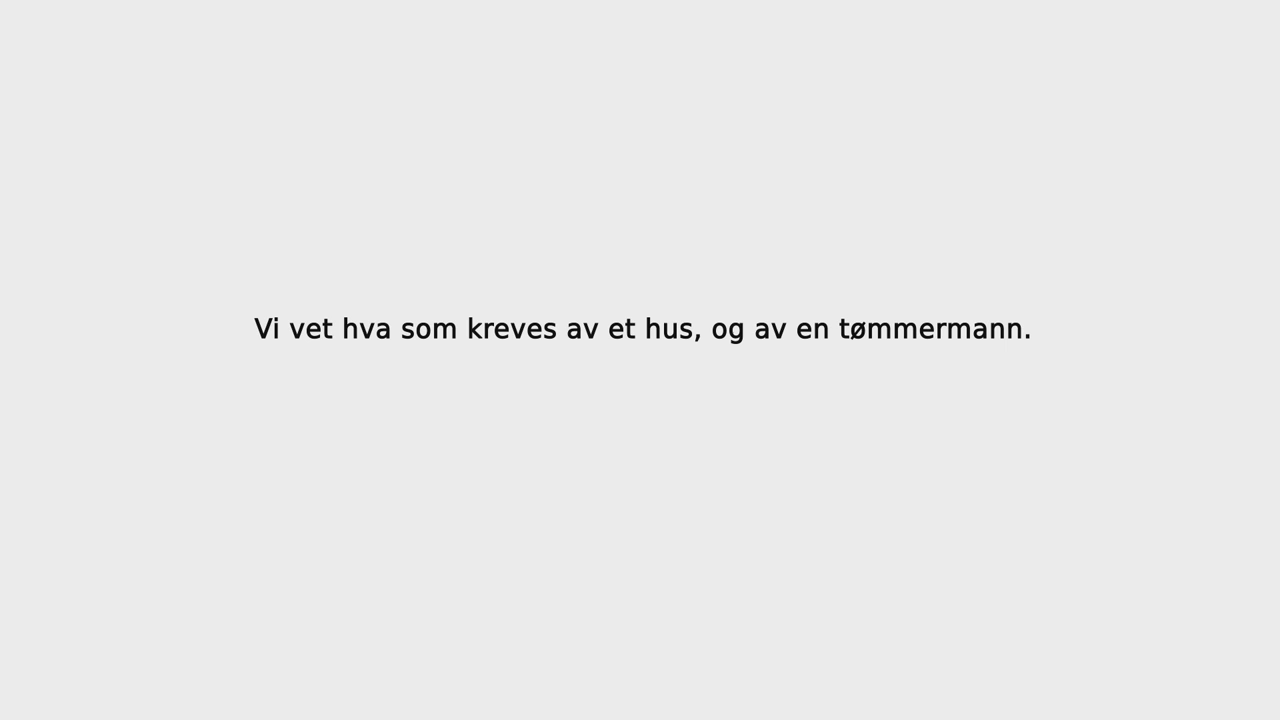 Vi vet hva som kreves av et hus, og av en tømmermann.